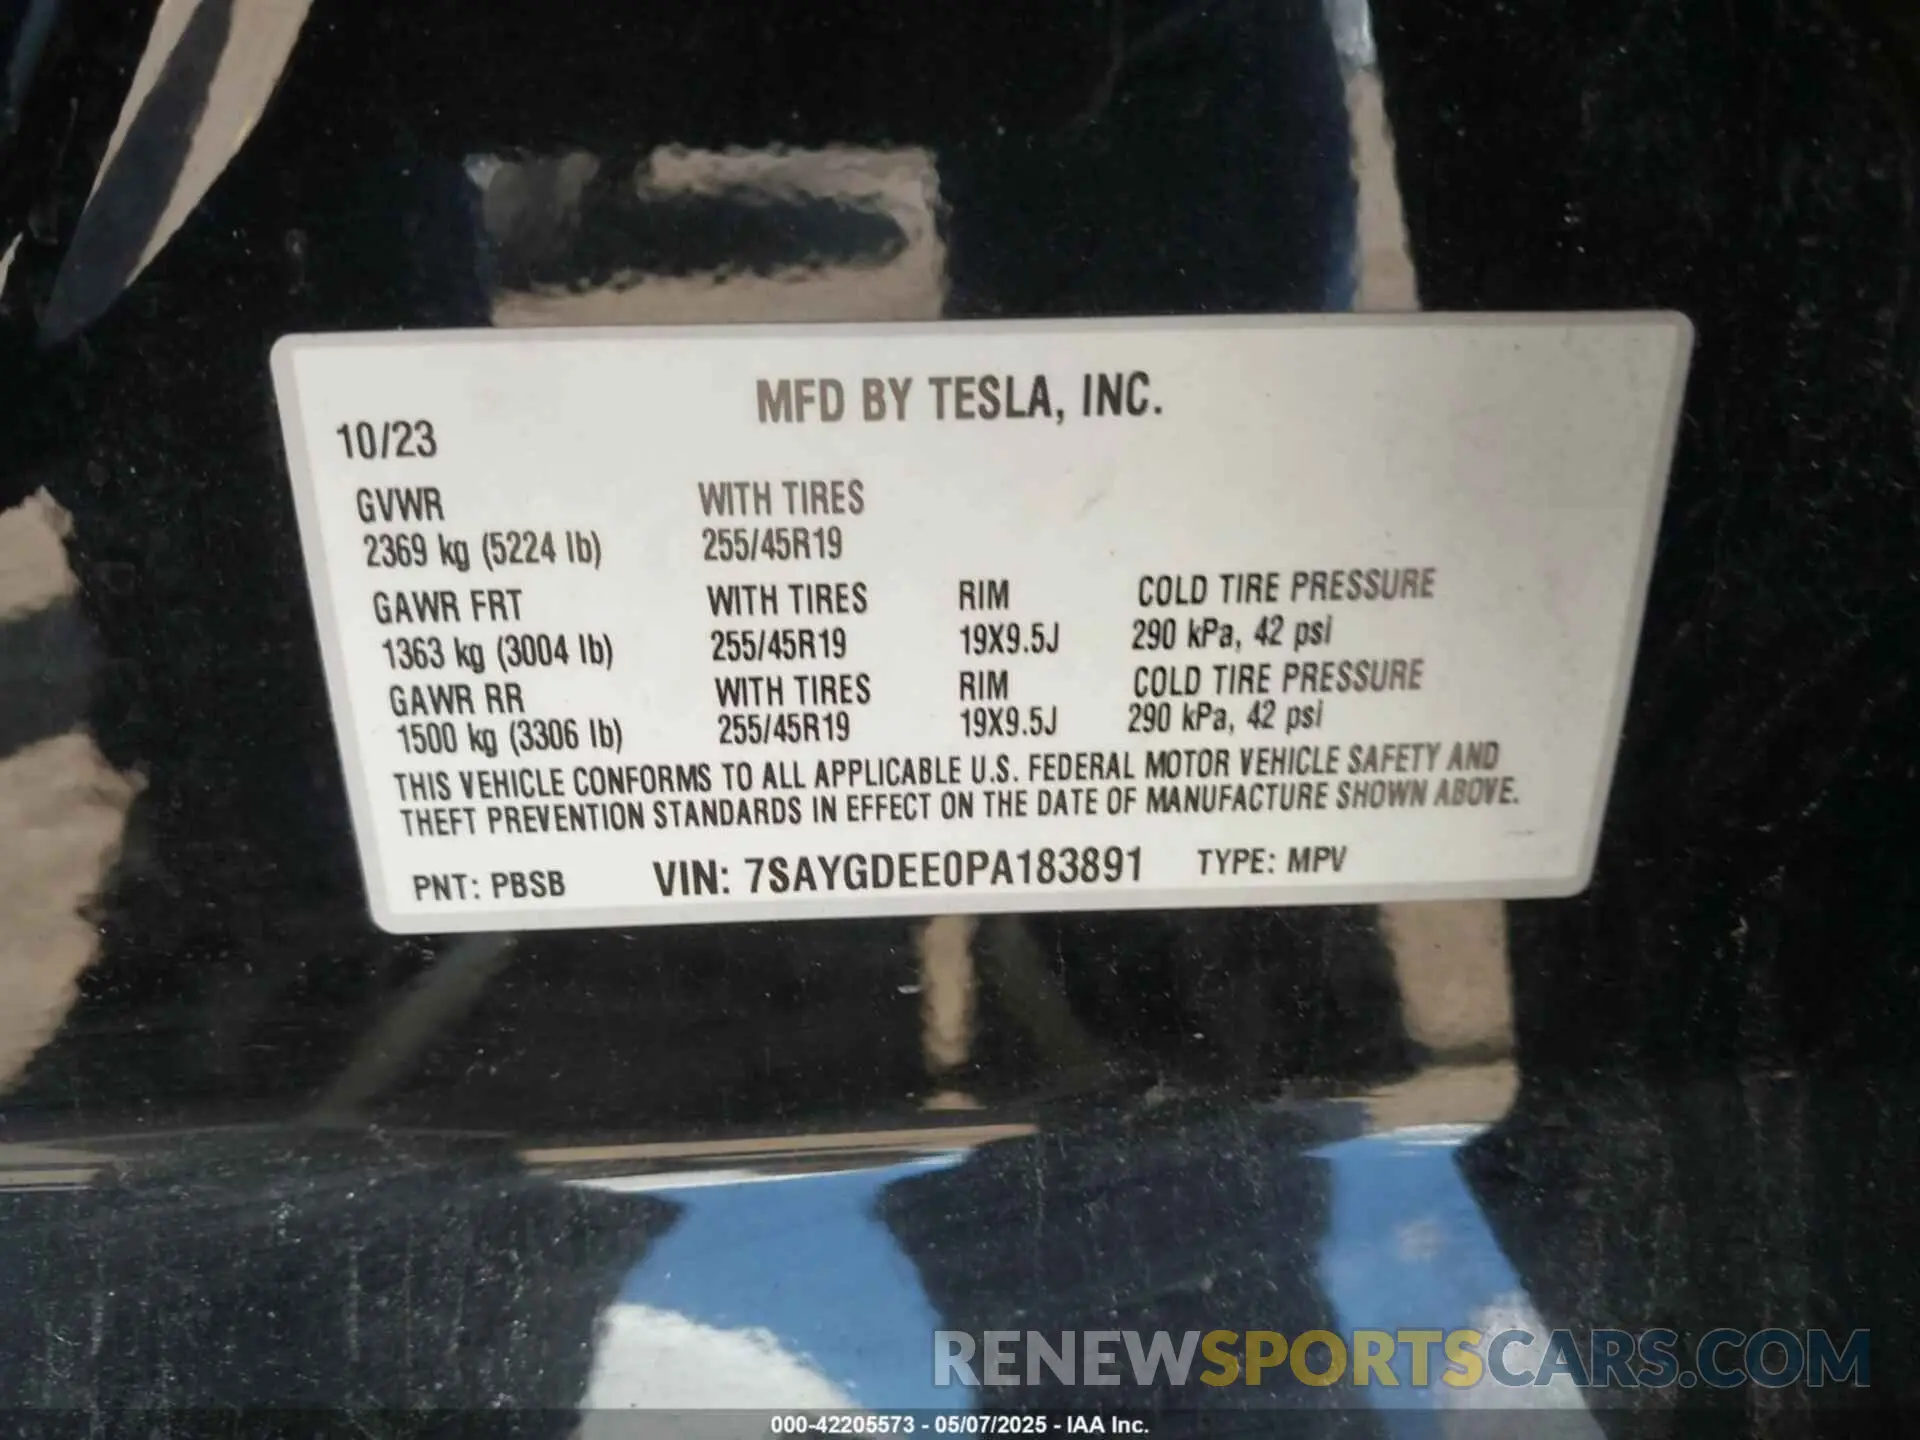 MFD BY TESLA, INC.
10/23
GVWR WITH TIRES
2369 kg (5224 lb) 255/45R19
GAWR FRT WITH TIRES RIM COLD TIRE PRESSURE
1363 kg (3004 lb) 255/45R19 19X9.5J 290 kPa, 42 psi
GAWR RR WITH TIRES RIM COLD TIRE PRESSURE
1500 kg (3306 lb) 255/45R19 19X9.5J 290 kPa, 42 psi
THIS VEHICLE CONFORMS TO ALL APPLICABLE U.S. FEDERAL MOTOR VEHICLE SAFETY AND
THEFT PREVENTION STANDARDS IN EFFECT ON THE DATE OF MANUFACTURE SHOWN ABOVE.
PNT: PBSB VIN: 7SAYGDEE0PA183891 TYPE: MPV
RENEWSPORTSCARS.COM
000-42205573 - 05/07/2025 - IAA Inc.